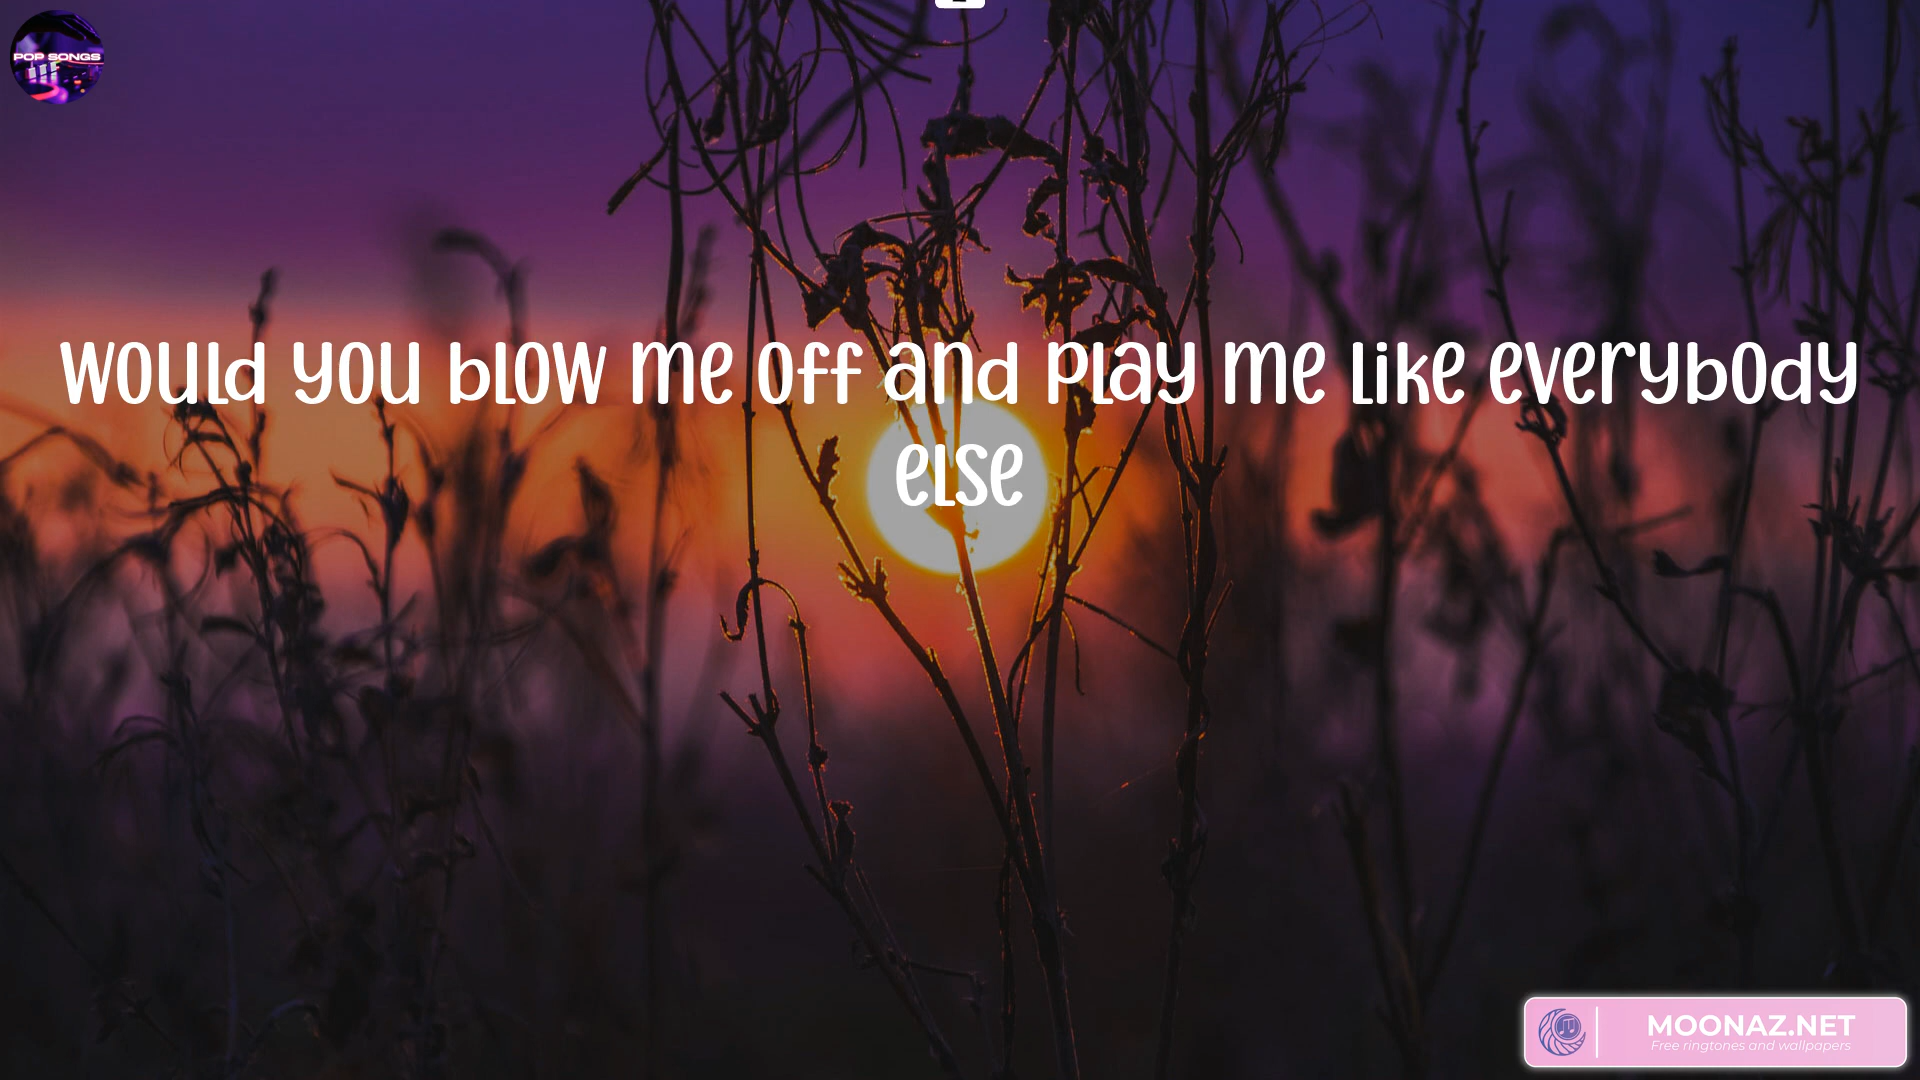 POP SONGS
Would you blow me off and play me like everybody
else
MOONAZ.NET
Free ringtones and wallpapers